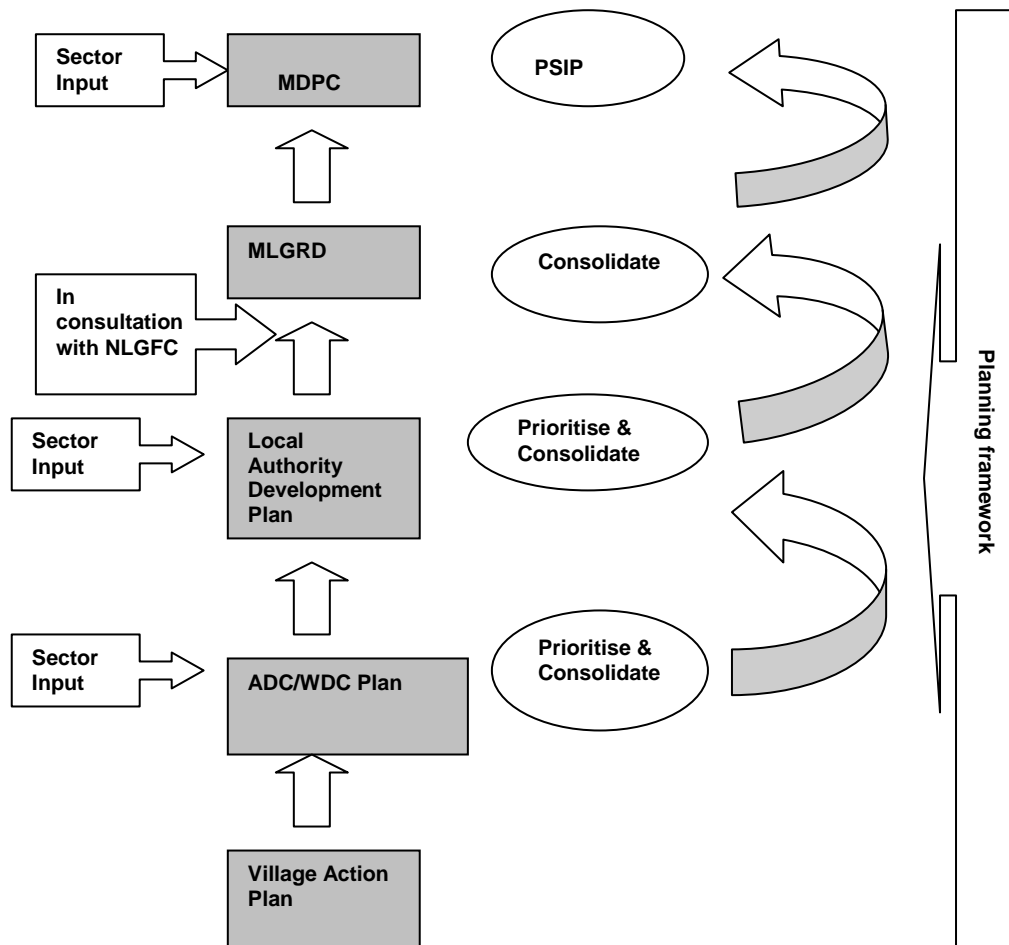 Sector
Input
MDPC
PSIP
MLGRD
Consolidate
In
consultation
with NLGFC
Sector
Input
Local
Authority
Development
Plan
Prioritise &
Consolidate
Sector
Input
ADC/WDC Plan
Prioritise &
Consolidate
Village Action
Plan
Planning framework